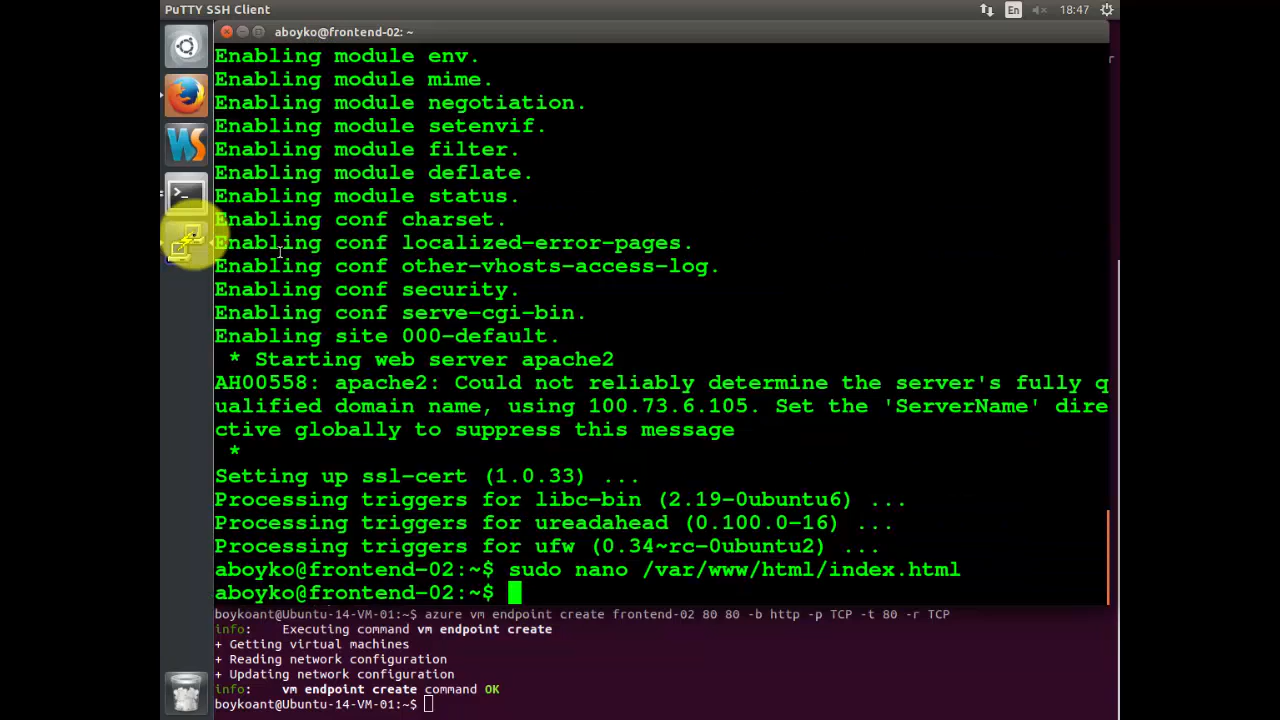 PuTTY SSH Client
En
18:47
aboyko@frontend-02: ~
Enabling module env.
Enabling module mime.
Enabling module negotiation.
Enabling module setenvif.
Enabling module filter.
Enabling module deflate.
Enabling module status.
Enabling conf charset.
Enabling conf localized-error-pages.
Enabling conf other-vhosts-access-log.
Enabling conf security.
Enabling conf serve-cgi-bin.
Enabling site 000-default.
* Starting web server apache2
AH00558: apache2: Could not reliably determine the server's fully q
ualified domain name, using 100.73.6.105. Set the 'ServerName' dire
ctive globally to suppress this message
*
Setting up ssl-cert (1.0.33) ...
Processing triggers for libc-bin (2.19-0ubuntu6) ...
Processing triggers for ureadahead (0.100.0-16) ...
Processing triggers for ufw (0.34~rc-0ubuntu2) ...
aboyko@frontend-02:~$ sudo nano /var/www/html/index.html
aboyko@frontend-02:~$
boykoant@Ubuntu-14-VM-01:~$ azure vm endpoint create frontend-02 80 80 -b http -p TCP -t 80 -r TCP
info: Executing command vm endpoint create
+ Getting virtual machines
+ Reading network configuration
+ Updating network configuration
info: vm endpoint create command OK
boykoant@Ubuntu-14-VM-01:~$